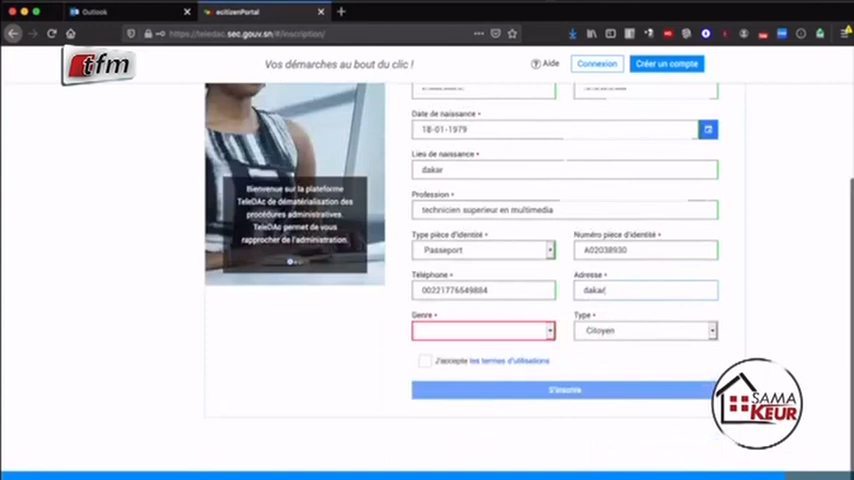 Outlook
ecitizenPortal
https://teledac.sec.gouv.sn/#/inscription/
tfm
Vos démarches au bout du clic !
Aide
Connexion
Créer un compte
Date de naissance *
18-01-1979
Lieu de naissance *
dakar
Profession *
technicien superieur en multimedia
Bienvenue sur la plateforme
TeleDAc de dématérialisation des
procédures administratives.
TeleDAc permet de vous
rapprocher de l'administration.
Type pièce d'identité *
Numéro pièce d'identité *
Passeport
A02038930
Téléphone *
Adresse *
00221776549884
dakar
Genre *
Type *
Citoyen
J'accepte les termes d'utilisations
S'inscrire
SAMA
KEUR